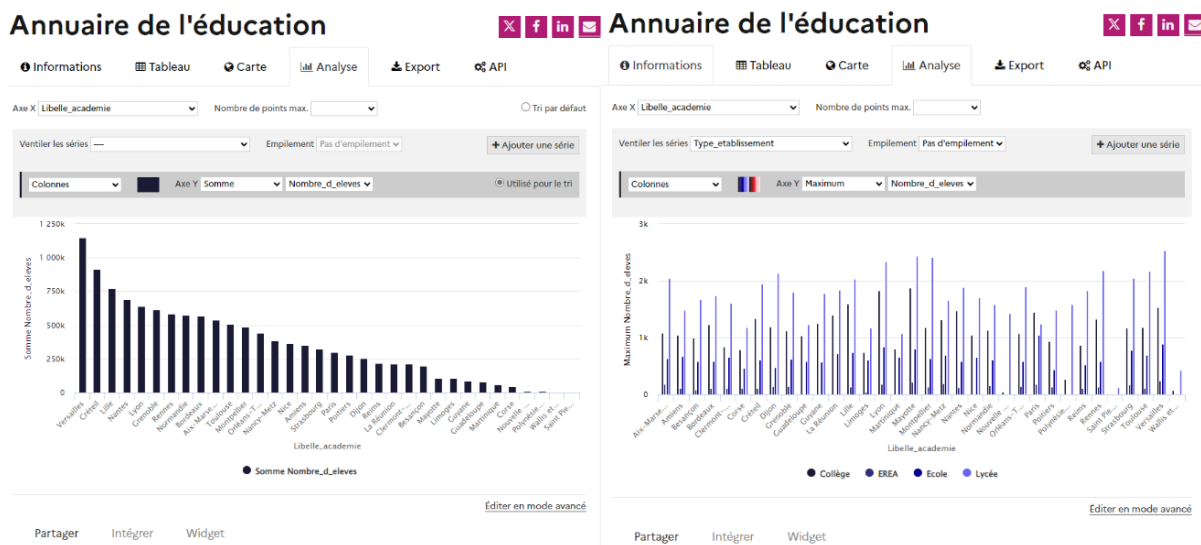 Annuaire de l'éducation
Informations Tableau Carte Analyse Export API
Axe X Libelle_academie Nombre de points max. Tri par défaut
Ventiler les séries ---- Empilement Pas d'empilement + Ajouter une série
Colonnes Axe Y Somme Nombre_d_eleves Utilisé pour le tri
1 250k
1 000k
750k
500k
250k
0
Somme Nombre_d_eleves
Versailles
Créteil
Lille
Nantes
Lyon
Grenoble
Rennes
Normandie
Bordeaux
Aix-Marse...
Toulouse
Montpellier
Orléans-T...
Nancy-Metz
Nice
Amiens
Strasbourg
Paris
Poitiers
Dijon
Reims
La Réunion
Clermont-...
Besançon
Mayotte
Limoges
Guyane
Guadeloupe
Martinique
Corse
Nouvelle ...
Polynésie...
Wallis et...
Saint Pie...
Libelle_academie
Somme Nombre_d_eleves
Éditer en mode avancé
Partager Intégrer Widget
Annuaire de l'éducation
Informations Tableau Carte Analyse Export API
Axe X Libelle_academie Nombre de points max.
Ventiler les séries Type_etablissement Empilement Pas d'empilement + Ajouter une série
Colonnes Axe Y Maximum Nombre_d_eleves
3k
2k
1k
0
Maximum Nombre_d_eleves
Aix-Marse...
Amiens
Besançon
Bordeaux
Clermont-...
Corse
Créteil
Dijon
Grenoble
Guadeloupe
Guyane
La Réunion
Lille
Limoges
Lyon
Martinique
Mayotte
Montpellier
Nancy-Metz
Nantes
Nice
Normandie
Nouvelle ...
Orléans-T...
Paris
Poitiers
Polynésie...
Reims
Rennes
Saint Pie...
Strasbourg
Toulouse
Versailles
Wallis et...
Libelle_academie
Collège EREA Ecole Lycée
Éditer en mode avancé
Partager Intégrer Widget